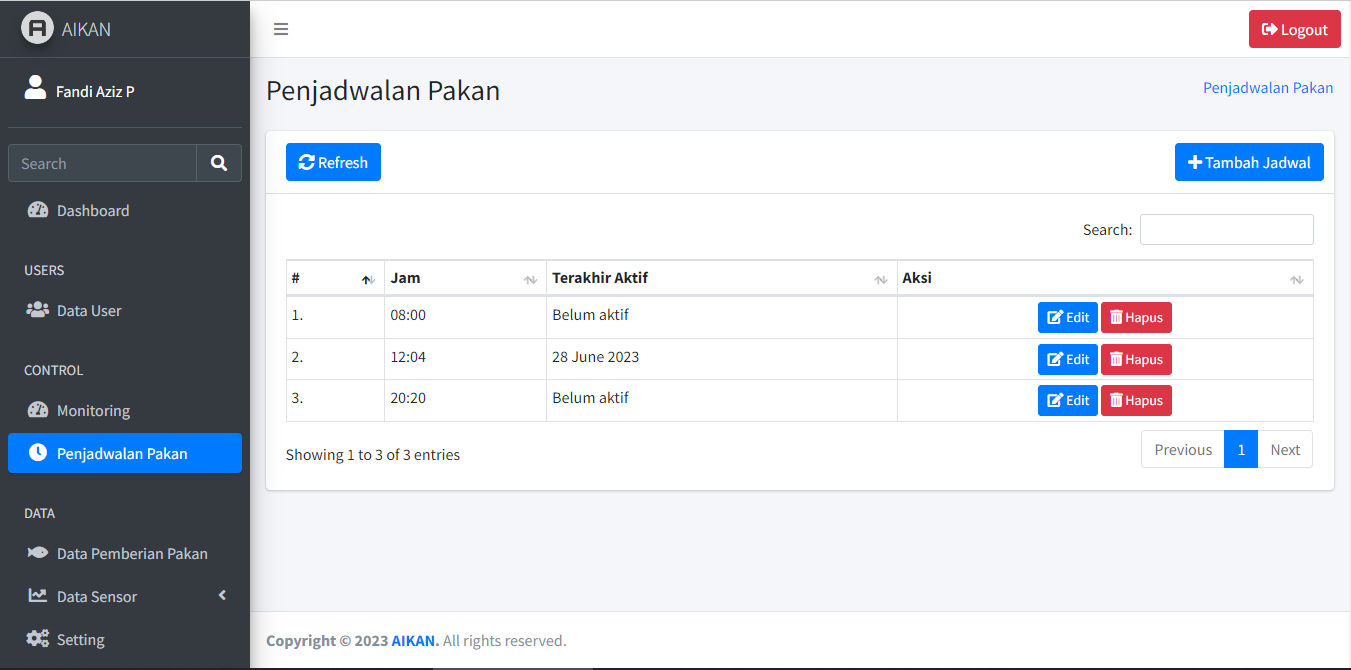 AIKAN
Logout
Fandi Aziz P
Penjadwalan Pakan
Penjadwalan Pakan
Search
Refresh
Tambah Jadwal
Dashboard
Search:
USERS
Data User
# Jam Terakhir Aktif Aksi
1. 08:00 Belum aktif Edit Hapus
2. 12:04 28 June 2023 Edit Hapus
3. 20:20 Belum aktif Edit Hapus
CONTROL
Monitoring
Penjadwalan Pakan
Showing 1 to 3 of 3 entries
Previous 1 Next
DATA
Data Pemberian Pakan
Data Sensor
Setting
Copyright © 2023 AIKAN. All rights reserved.